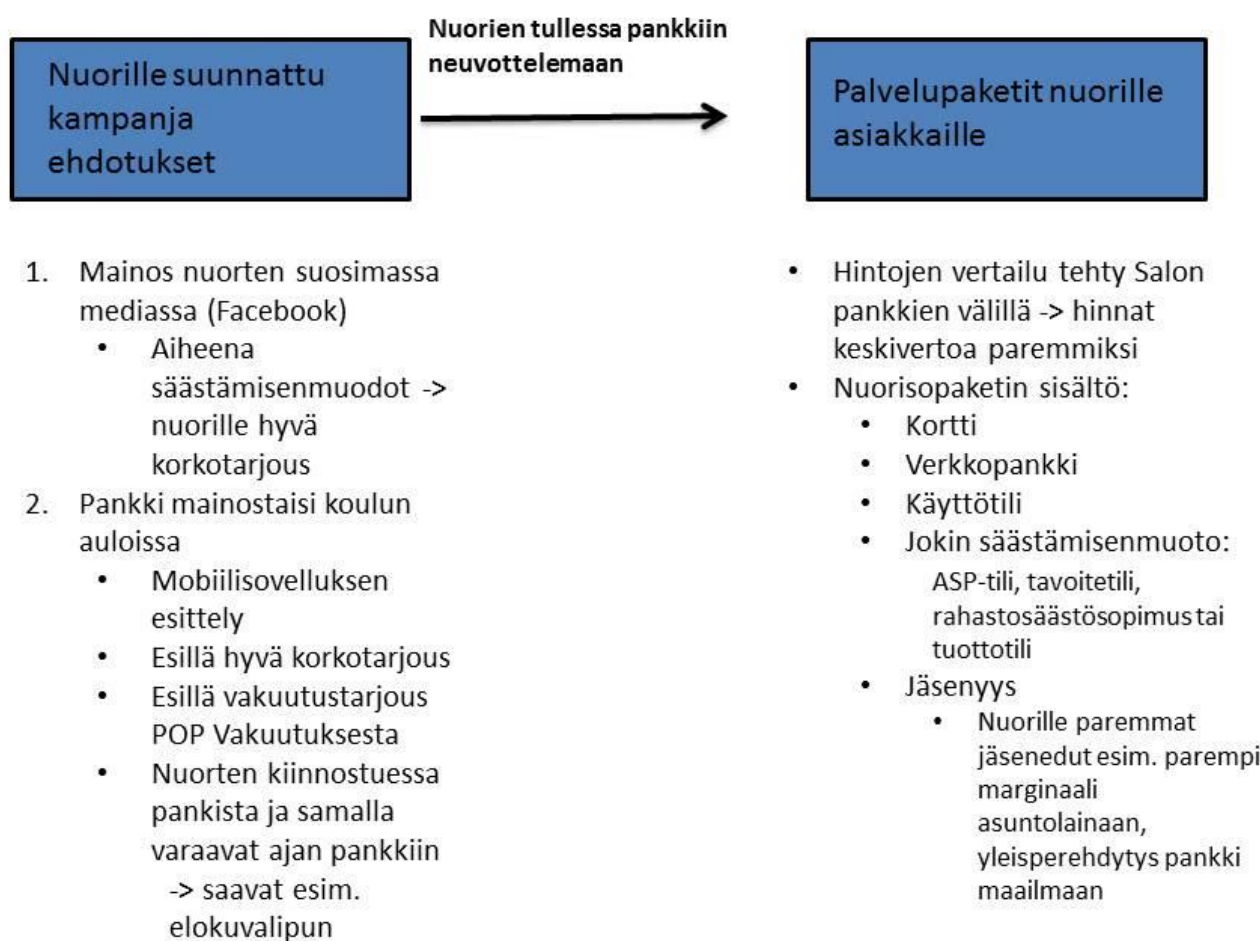 Nuorille suunnattu
kampanja
ehdotukset
Nuorien tullessa pankkiin
neuvottelemaan
Palvelupaketit nuorille
asiakkaille
1. Mainos nuorten suosimassa
mediassa (Facebook)
• Aiheena
säästämisenmuodot ->
nuorille hyvä
korkotarjous
2. Pankki mainostaisi koulun
auloissa
• Mobiilisovelluksen
esittely
• Esillä hyvä korkotarjous
• Esillä vakuutustarjous
POP Vakuutuksesta
• Nuorten kiinnostuessa
pankista ja samalla
varaavat ajan pankkiin
-> saavat esim.
elokuvalipun
• Hintojen vertailu tehty Salon
pankkien välillä -> hinnat
keskivertoa paremmiksi
• Nuorisopaketin sisältö:
• Kortti
• Verkkopankki
• Käyttötili
• Jokin säästämisenmuoto:
ASP-tili, tavoitetili,
rahastosäästösopimus tai
tuottotili
• Jäsenyys
• Nuorille paremmat
jäsenedut esim. parempi
marginaali
asuntolainaan,
yleisperehdytys pankki
maailmaan